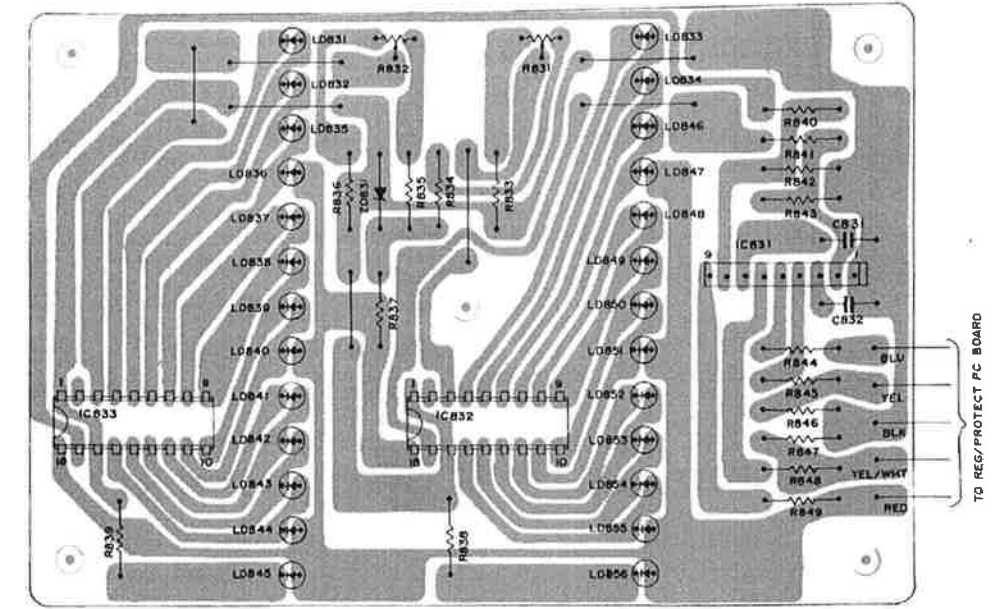 LD831
LD832
LD835
LD836
LD837
LD838
LD839
LD840
LD841
LD842
LD843
LD844
LD845
R832
R831
R836
ZD831
R835
R834
R833
R837
LD833
LD834
LD846
LD847
LD848
LD849
LD850
LD851
LD852
LD853
LD854
LD855
LD856
R840
R841
R842
R843
C831
9
IC831
1
C832
R844
R845
R846
R847
R848
R849
BLU
YEL
BLK
YEL/WHT
RED
TO REG/PROTECT PC BOARD
1
9
IC833
18
10
1
9
IC832
18
10
R839
R838